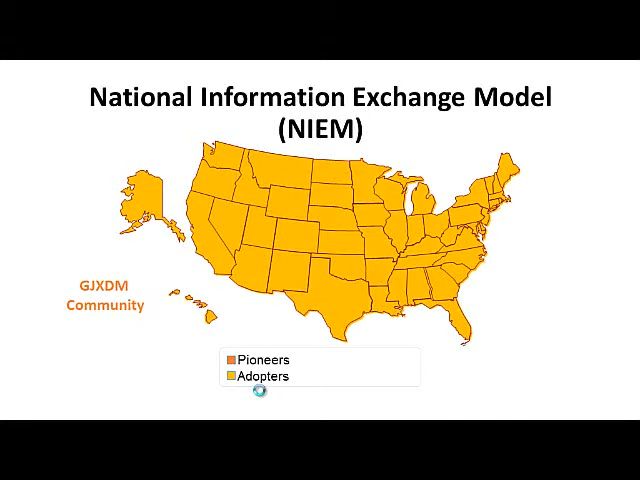 National Information Exchange Model
(NIEM)
GJXDM
Community
Pioneers
Adopters